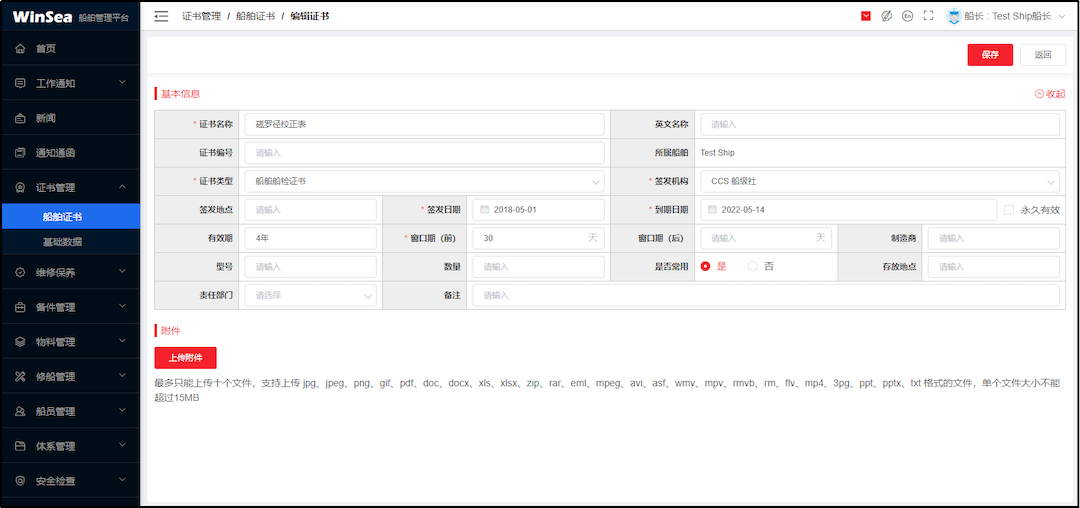 WinSea 船舶管理平台
证书管理 / 船舶证书 / 编辑证书
En
船长 : Test Ship船长
首页
工作通知
新闻
通知通函
证书管理
船舶证书
基础数据
维修保养
备件管理
物料管理
修船管理
船员管理
体系管理
安全检查
保存
返回
基本信息
收起
* 证书名称 磁罗径校正表 英文名称 请输入
证书编号 请输入 所属船舶 Test Ship
* 证书类型 船舶船检证书 * 签发机构 CCS 船级社
签发地点 请输入 * 签发日期 2018-05-01 * 到期日期 2022-05-14 永久有效
有效期 4年 * 窗口期（前） 30 天 窗口期（后） 请输入 天 制造商 请输入
型号 请输入 数量 请输入 是否常用 是 否 存放地点 请输入
责任部门 请选择 备注 请输入
附件
上传附件
最多只能上传十个文件，支持上传 jpg、jpeg、png、gif、pdf、doc、docx、xls、xlsx、zip、rar、eml、mpeg、avi、asf、wmv、mpv、rmvb、rm、flv、mp4、3pg、ppt、pptx、txt 格式的文件，单个文件大小不能
超过15MB